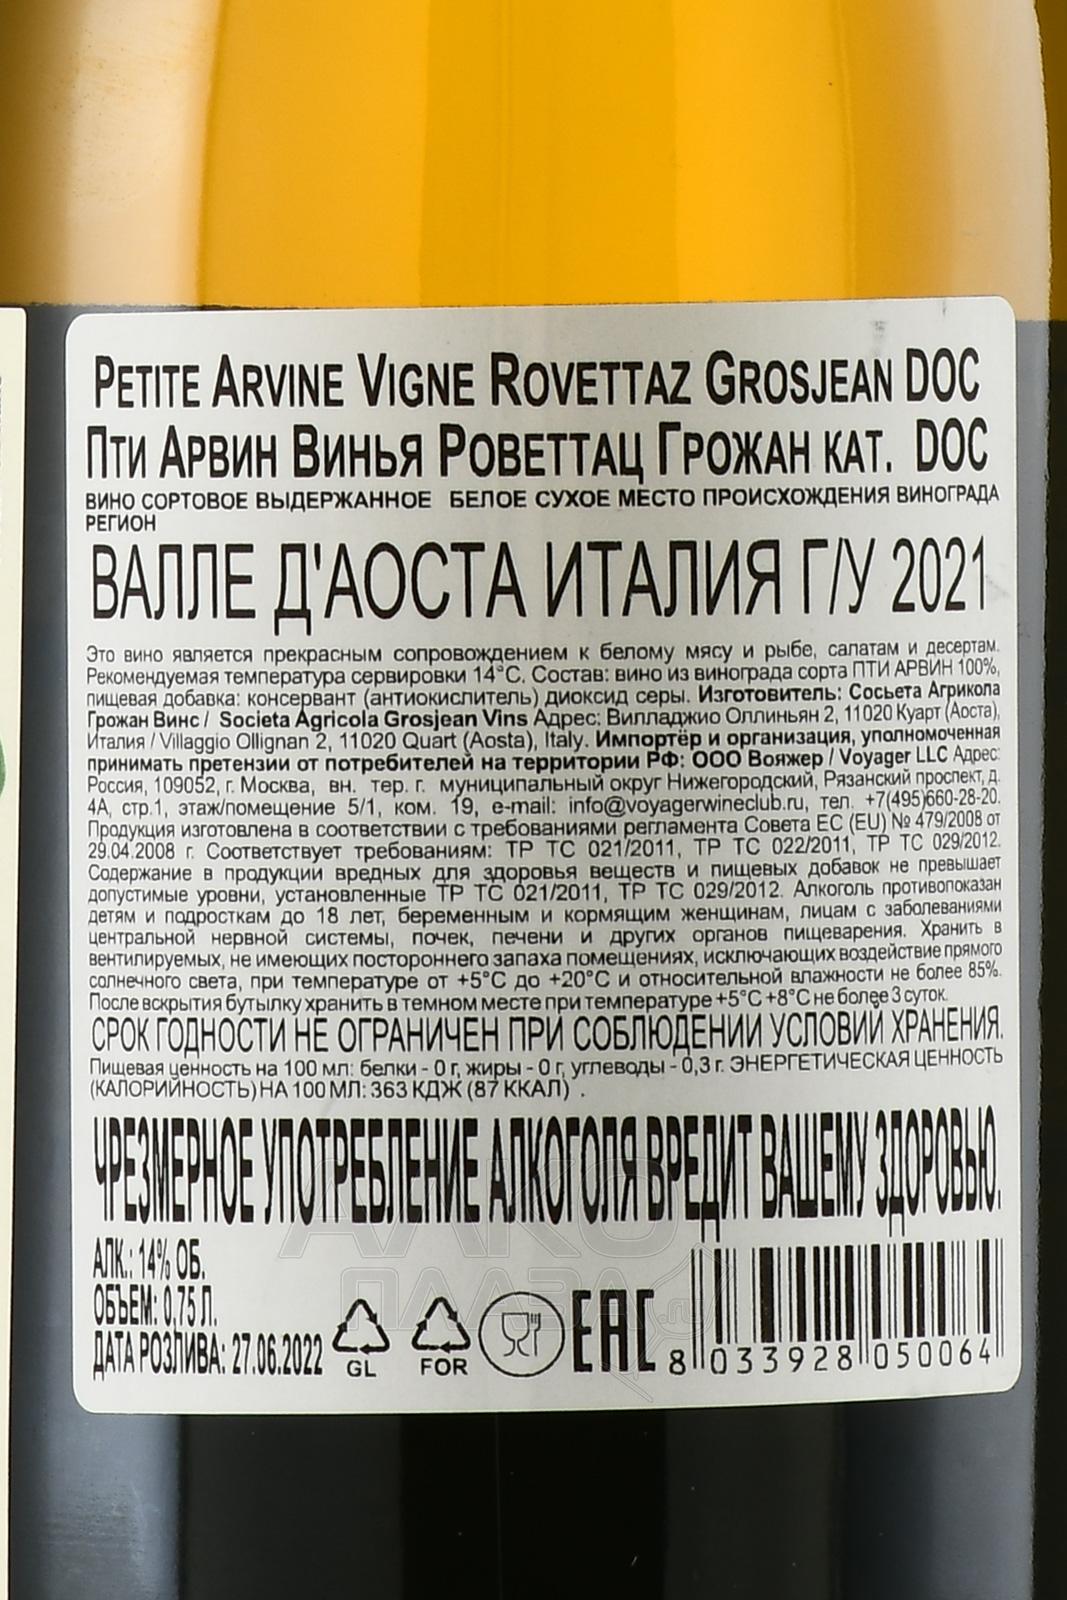 PETITE ARVINE VIGNE ROVETTAZ GROSJEAN DOC
ПТИ АРВИН ВИНЬЯ РОВЕТТАЦ ГРОЖАН КАТ. DOC
ВИНО СОРТОВОЕ ВЫДЕРЖАННОЕ БЕЛОЕ СУХОЕ МЕСТО ПРОИСХОЖДЕНИЯ ВИНОГРАДА
РЕГИОН
ВАЛЛЕ Д'АОСТА ИТАЛИЯ Г/У 2021
Это вино является прекрасным сопровождением к белому мясу и рыбе, салатам и десертам.
Рекомендуемая температура сервировки 14°С. Состав: вино из винограда сорта ПТИ АРВИН 100%,
пищевая добавка: консервант (антиокислитель) диоксид серы. Изготовитель: Сосьета Агрикола
Грожан Винс / Societa Agricola Grosjean Vins Адрес: Вилладжио Оллиньян 2, 11020 Куарт (Аоста),
Италия / Villaggio Ollignan 2, 11020 Quart (Aosta), Italy. Импортёр и организация, уполномоченная
принимать претензии от потребителей на территории РФ: ООО Вояжер / Voyager LLC Адрес:
Россия, 109052, г. Москва, вн. тер. г. муниципальный округ Нижегородский, Рязанский проспект, д.
4А, стр.1, этаж/помещение 5/1, ком. 19, e-mail: info@voyagerwineclub.ru, тел. +7(495)660-28-20.
Продукция изготовлена в соответствии с требованиями регламента Совета ЕС (EU) № 479/2008 от
29.04.2008 г. Соответствует требованиям: ТР ТС 021/2011, ТР ТС 022/2011, ТР ТС 029/2012.
Содержание в продукции вредных для здоровья веществ и пищевых добавок не превышает
допустимые уровни, установленные ТР ТС 021/2011, ТР ТС 029/2012. Алкоголь противопоказан
детям и подросткам до 18 лет, беременным и кормящим женщинам, лицам с заболеваниями
центральной нервной системы, почек, печени и других органов пищеварения. Хранить в
вентилируемых, не имеющих постороннего запаха помещениях, исключающих воздействие прямого
солнечного света, при температуре от +5°С до +20°С и относительной влажности не более 85%.
После вскрытия бутылку хранить в темном месте при температуре +5°С +8°С не более 3 суток.
СРОК ГОДНОСТИ НЕ ОГРАНИЧЕН ПРИ СОБЛЮДЕНИИ УСЛОВИЙ ХРАНЕНИЯ.
Пищевая ценность на 100 мл: белки - 0 г, жиры - 0 г, углеводы - 0,3 г. ЭНЕРГЕТИЧЕСКАЯ ЦЕННОСТЬ
(КАЛОРИЙНОСТЬ) НА 100 МЛ: 363 КДЖ (87 ККАЛ) .
ЧРЕЗМЕРНОЕ УПОТРЕБЛЕНИЕ АЛКОГОЛЯ ВРЕДИТ ВАШЕМУ ЗДОРОВЬЮ.
АЛК.: 14% ОБ.
ОБЪЕМ: 0,75 Л.
ДАТА РОЗЛИВА: 27.06.2022
GL FOR EAC
8 033928 050064
АЛКО
ПЛАЗА.ru